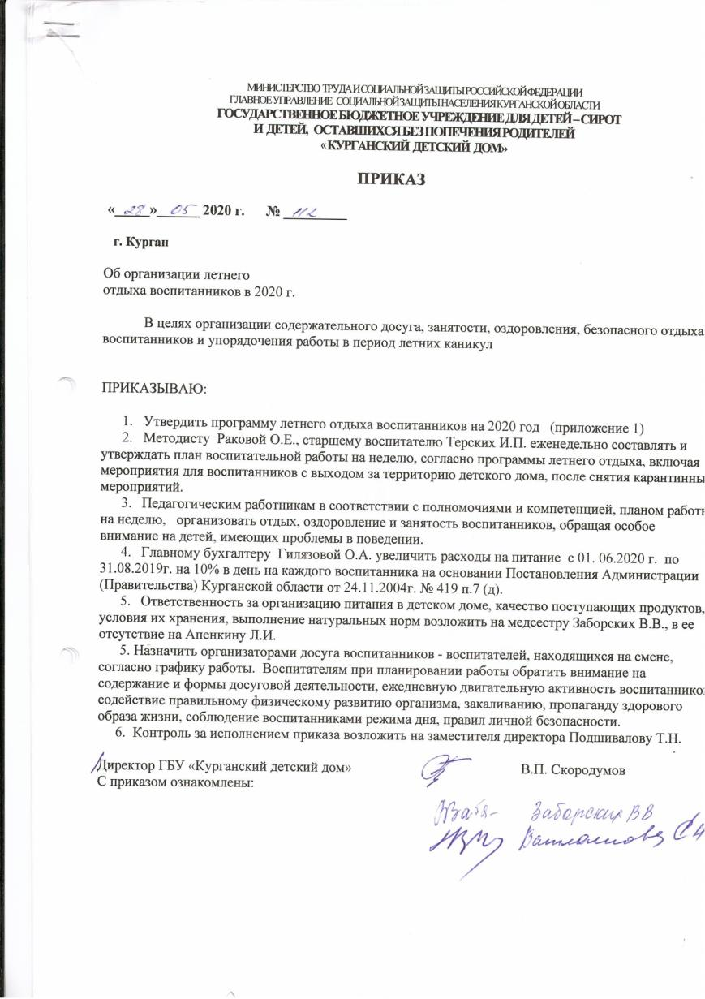 МИНИСТЕРСТВО ТРУДА И СОЦИАЛЬНОЙ ЗАЩИТЫ РОССИЙСКОЙ ФЕДЕРАЦИИ
ГЛАВНОЕ УПРАВЛЕНИЕ СОЦИАЛЬНОЙ ЗАЩИТЫ НАСЕЛЕНИЯ КУРГАНСКОЙ ОБЛАСТИ
ГОСУДАРСТВЕННОЕ БЮДЖЕТНОЕ УЧРЕЖДЕНИЕ ДЛЯ ДЕТЕЙ – СИРОТ
И ДЕТЕЙ, ОСТАВШИХСЯ БЕЗ ПОПЕЧЕНИЯ РОДИТЕЛЕЙ
«КУРГАНСКИЙ ДЕТСКИЙ ДОМ»
ПРИКАЗ
«28» 05 2020 г. № 112
г. Курган
Об организации летнего
отдыха воспитанников в 2020 г.
В целях организации содержательного досуга, занятости, оздоровления, безопасного отдыха
воспитанников и упорядочения работы в период летних каникул
ПРИКАЗЫВАЮ:
1. Утвердить программу летнего отдыха воспитанников на 2020 год (приложение 1)
2. Методисту Раковой О.Е., старшему воспитателю Терских И.П. еженедельно составлять и
утверждать план воспитательной работы на неделю, согласно программы летнего отдыха, включая
мероприятия для воспитанников с выходом за территорию детского дома, после снятия карантинны
мероприятий.
3. Педагогическим работникам в соответствии с полномочиями и компетенцией, планом работы
на неделю, организовать отдых, оздоровление и занятость воспитанников, обращая особое
внимание на детей, имеющих проблемы в поведении.
4. Главному бухгалтеру Гилязовой О.А. увеличить расходы на питание с 01. 06.2020 г. по
31.08.2019г. на 10% в день на каждого воспитанника на основании Постановления Администрации
(Правительства) Курганской области от 24.11.2004г. № 419 п.7 (д).
5. Ответственность за организацию питания в детском доме, качество поступающих продуктов,
условия их хранения, выполнение натуральных норм возложить на медсестру Заборских В.В., в ее
отсутствие на Апенкину Л.И.
5. Назначить организаторами досуга воспитанников - воспитателей, находящихся на смене,
согласно графику работы. Воспитателям при планировании работы обратить внимание на
содержание и формы досуговой деятельности, ежедневную двигательную активность воспитаннико
содействие правильному физическому развитию организма, закаливанию, пропаганду здорового
образа жизни, соблюдение воспитанниками режима дня, правил личной безопасности.
6. Контроль за исполнением приказа возложить на заместителя директора Подшивалову Т.Н.
Директор ГБУ «Курганский детский дом» В.П. Скородумов
С приказом ознакомлены:
Заборских В В